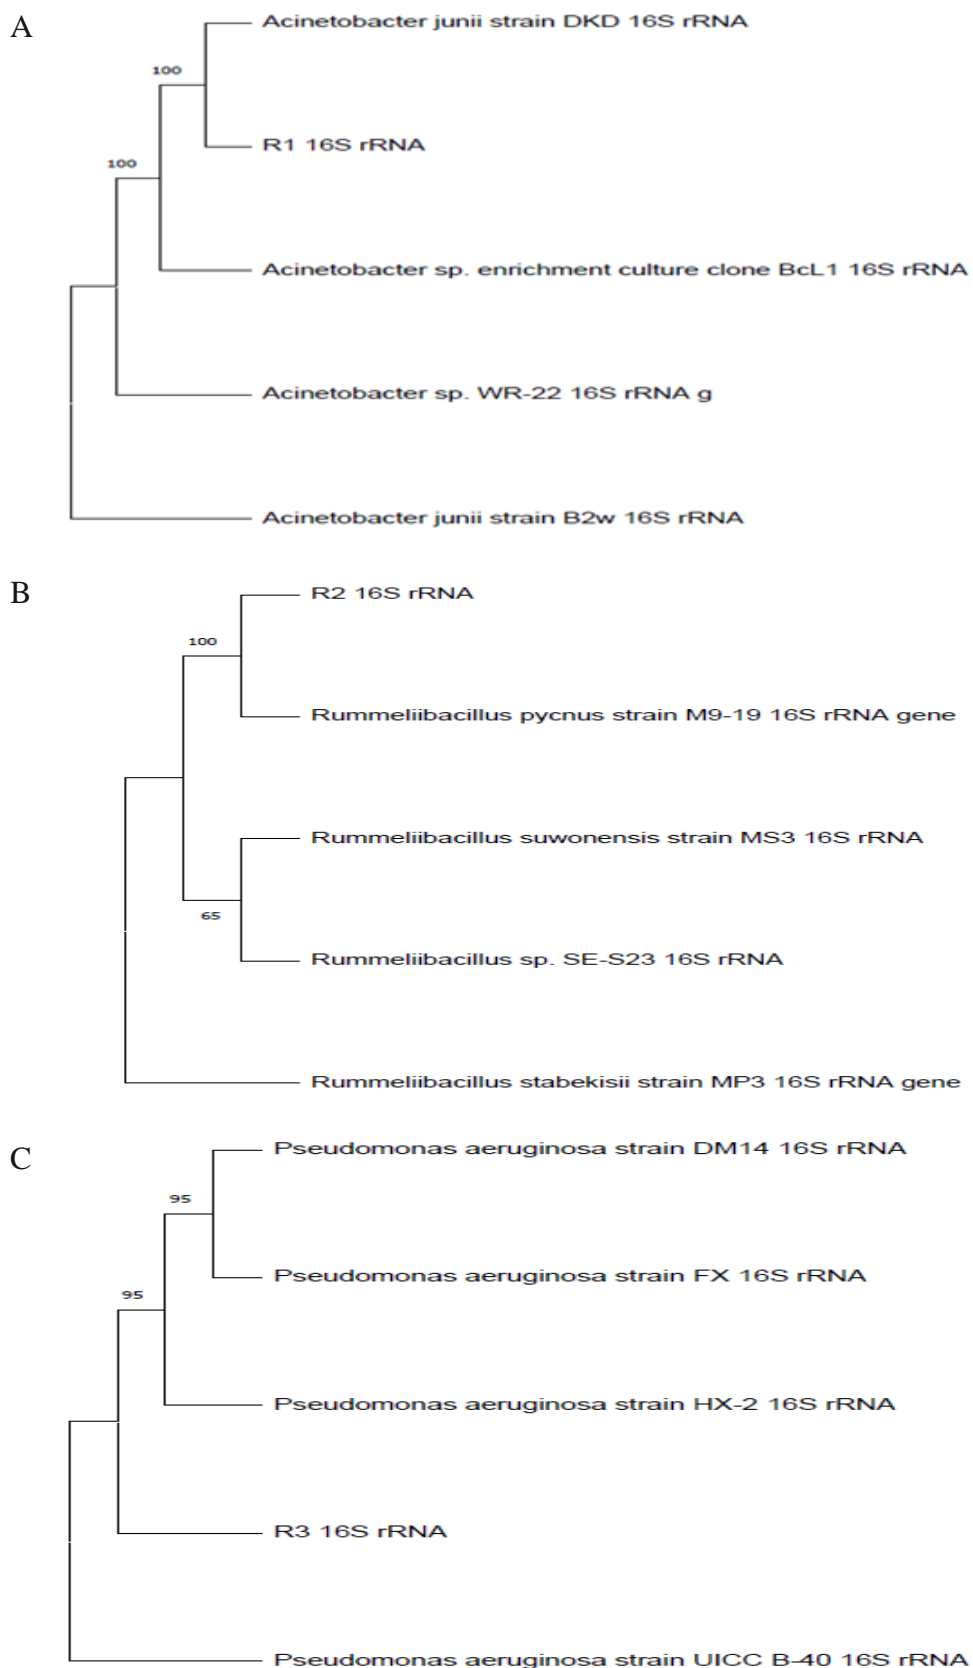 A
Acinetobacter junii strain DKD 16S rRNA
100
R1 16S rRNA
100
Acinetobacter sp. enrichment culture clone BcL1 16S rRNA
Acinetobacter sp. WR-22 16S rRNA g
Acinetobacter junii strain B2w 16S rRNA
B
R2 16S rRNA
100
Rummeliibacillus pycnus strain M9-19 16S rRNA gene
Rummeliibacillus suwonensis strain MS3 16S rRNA
65
Rummeliibacillus sp. SE-S23 16S rRNA
Rummeliibacillus stabekisii strain MP3 16S rRNA gene
C
Pseudomonas aeruginosa strain DM14 16S rRNA
95
Pseudomonas aeruginosa strain FX 16S rRNA
95
Pseudomonas aeruginosa strain HX-2 16S rRNA
R3 16S rRNA
Pseudomonas aeruginosa strain UICC B-40 16S rRNA